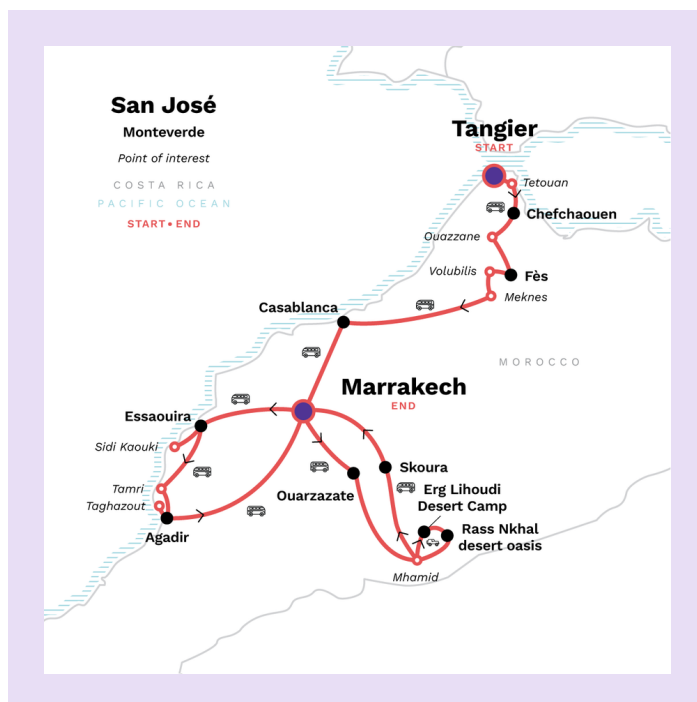 San José
Monteverde
Point of interest
COSTA RICA
PACIFIC OCEAN
START • END
Tangier
START
Tetouan
Chefchaouen
Ouazzane
Volubilis
Fès
Meknes
Casablanca
MOROCCO
Marrakech
END
Essaouira
Sidi Kaouki
Skoura
Ouarzazate
Erg Lihoudi
Desert Camp
Tamri
Taghazout
Agadir
Rass Nkhal
desert oasis
Mhamid